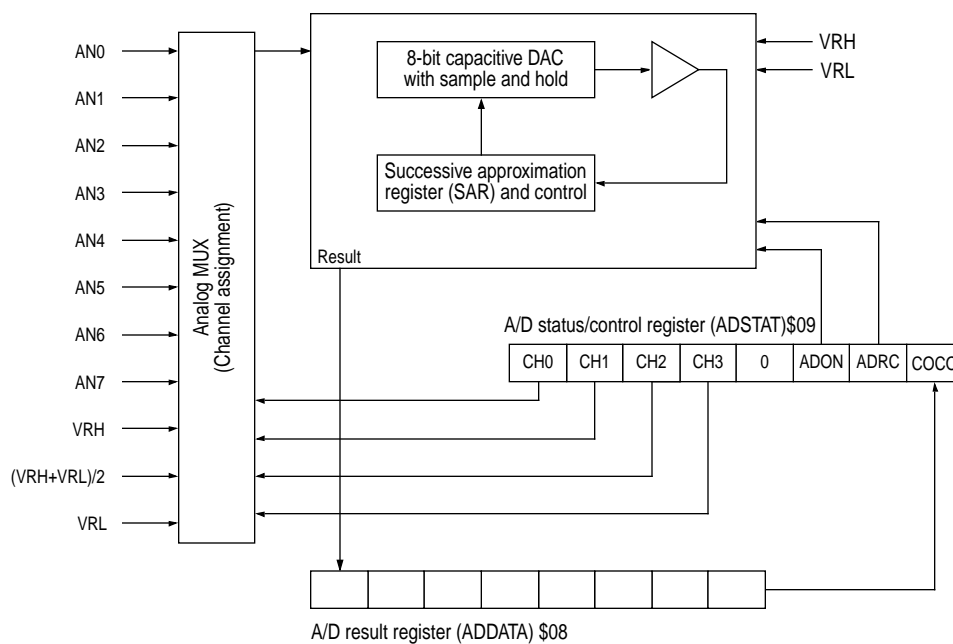 AN0
AN1
AN2
AN3
AN4
AN5
AN6
AN7
VRH
(VRH+VRL)/2
VRL
Analog MUX
(Channel assignment)
8-bit capacitive DAC
with sample and hold
Successive approximation
register (SAR) and control
Result
VRH
VRL
A/D status/control register (ADSTAT)$09
CH0 CH1 CH2 CH3 0 ADON ADRC COCO
A/D result register (ADDATA) $08